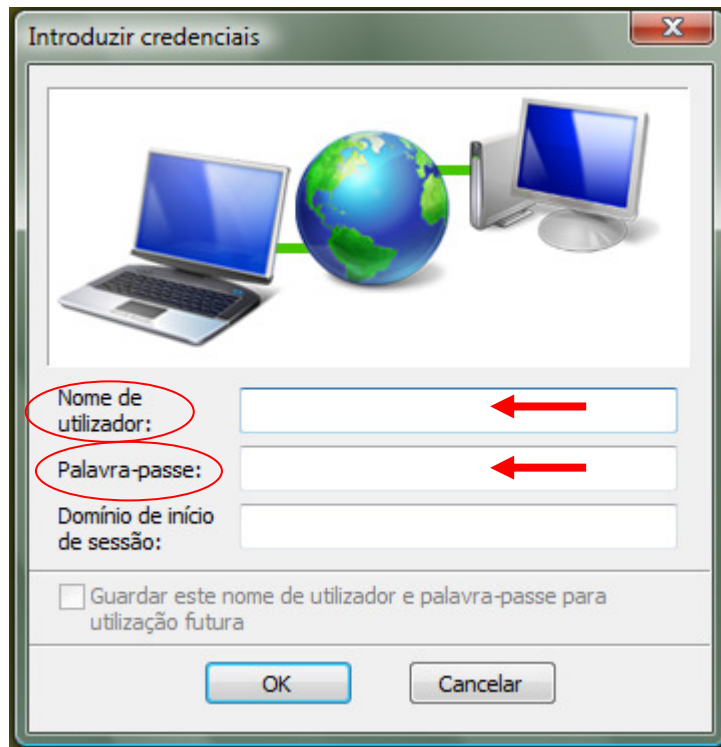 Introduzir credenciais
Nome de
utilizador:
Palavra-passe:
Domínio de início
de sessão:
Guardar este nome de utilizador e palavra-passe para
utilização futura
OK
Cancelar